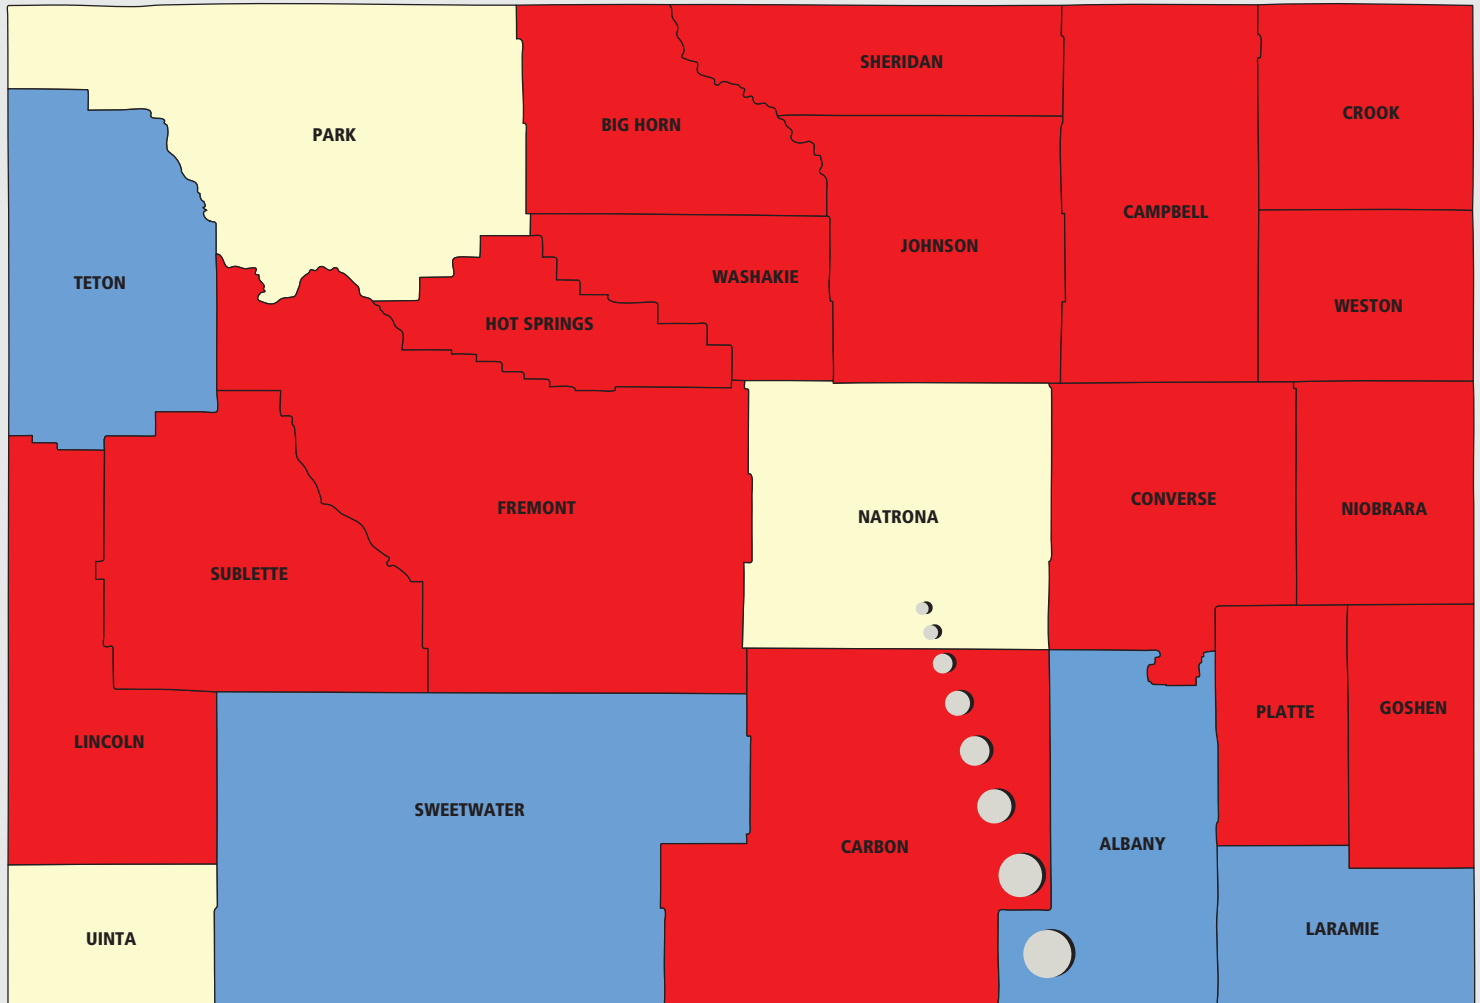 SHERIDAN
CROOK
BIG HORN
PARK
CAMPBELL
JOHNSON
WASHAKIE
TETON
WESTON
HOT SPRINGS
CONVERSE
FREMONT
NIOBRARA
NATRONA
SUBLETTE
GOSHEN
PLATTE
LINCOLN
SWEETWATER
ALBANY
CARBON
LARAMIE
UINTA